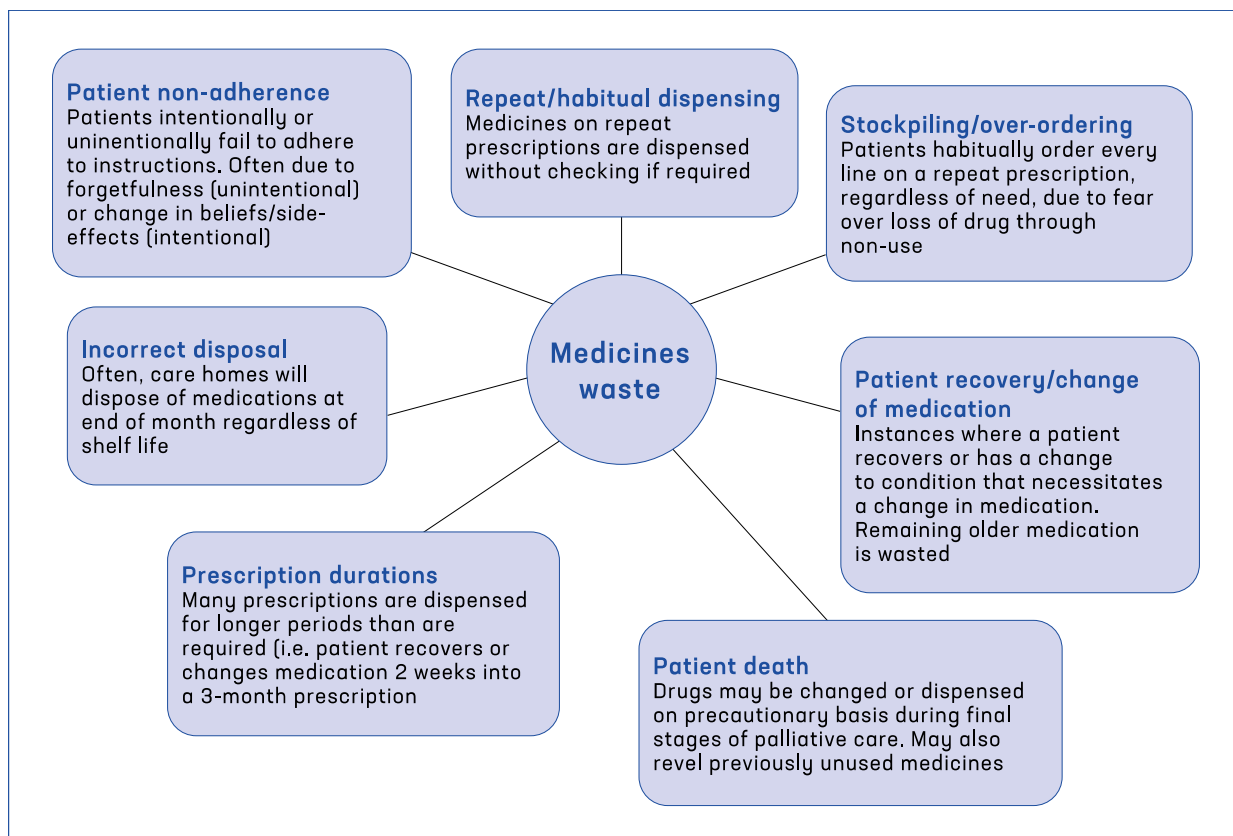 Patient non-adherence
Patients intentionally or
unintentionally fail to adhere
to instructions. Often due to
forgetfulness (unintentional)
or change in beliefs/side-
effects (intentional)
Repeat/habitual dispensing
Medicines on repeat
prescriptions are dispensed
without checking if required
Stockpiling/over-ordering
Patients habitually order every
line on a repeat prescription,
regardless of need, due to fear
over loss of drug through
non-use
Incorrect disposal
Often, care homes will
dispose of medications at
end of month regardless of
shelf life
Medicines
waste
Patient recovery/change
of medication
Instances where a patient
recovers or has a change
to condition that necessitates
a change in medication.
Remaining older medication
is wasted
Prescription durations
Many prescriptions are dispensed
for longer periods than are
required (i.e. patient recovers or
changes medication 2 weeks into
a 3-month prescription
Patient death
Drugs may be changed or dispensed
on precautionary basis during final
stages of palliative care. May also
revel previously unused medicines